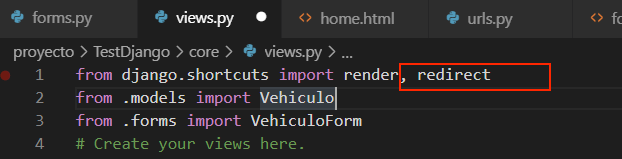 forms.py views.py home.html urls.py fo
proyecto > TestDjango > core > views.py > ...
1 from django.shortcuts import render, redirect
2 from .models import Vehiculo
3 from .forms import VehiculoForm
4 # Create your views here.